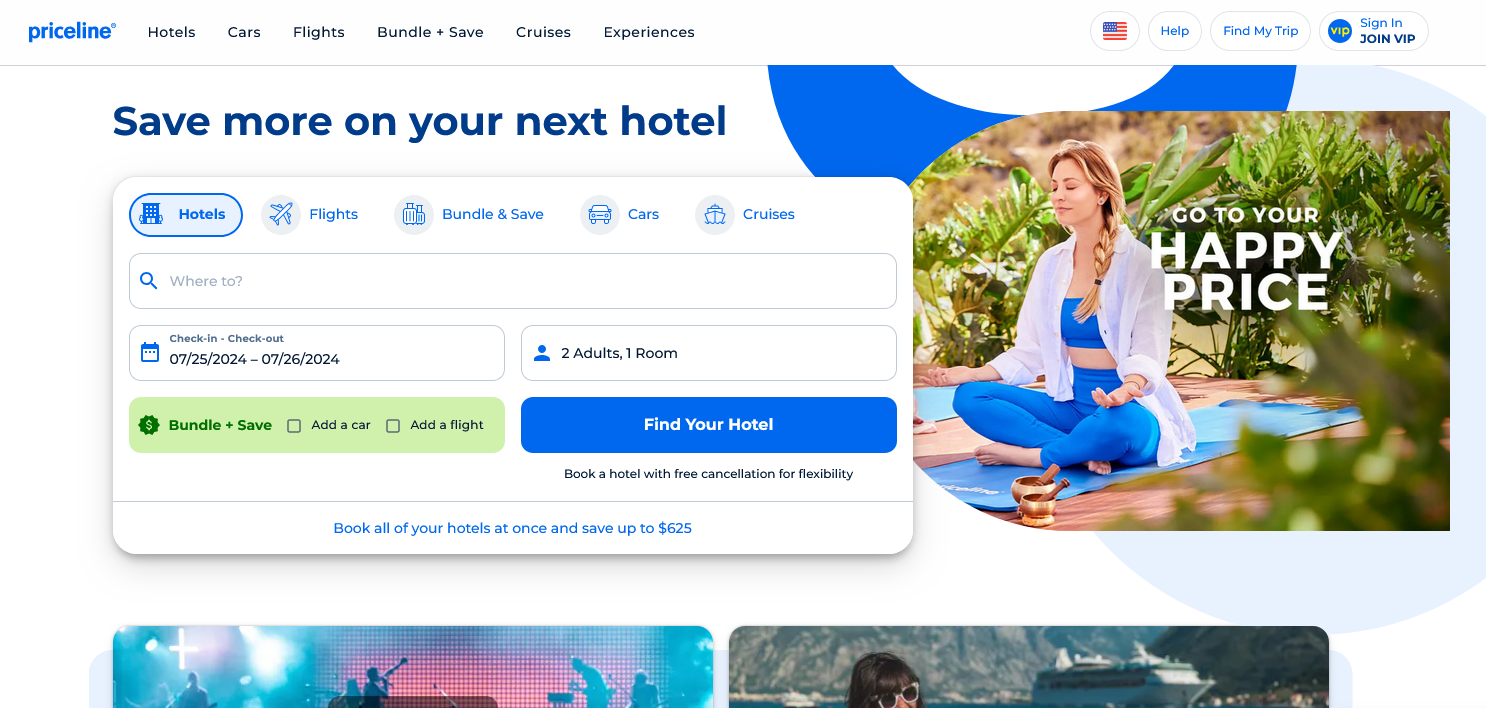 priceline®
Hotels
Cars
Flights
Bundle + Save
Cruises
Experiences
Help
Find My Trip
VIP
Sign In
JOIN VIP
Save more on your next hotel
Hotels
Flights
Bundle & Save
Cars
Cruises
Where to?
Check-in - Check-out
07/25/2024 – 07/26/2024
2 Adults, 1 Room
$
Bundle + Save
Add a car
Add a flight
Find Your Hotel
Book a hotel with free cancellation for flexibility
Book all of your hotels at once and save up to $625
GO TO YOUR
HAPPY
PRICE
priceline